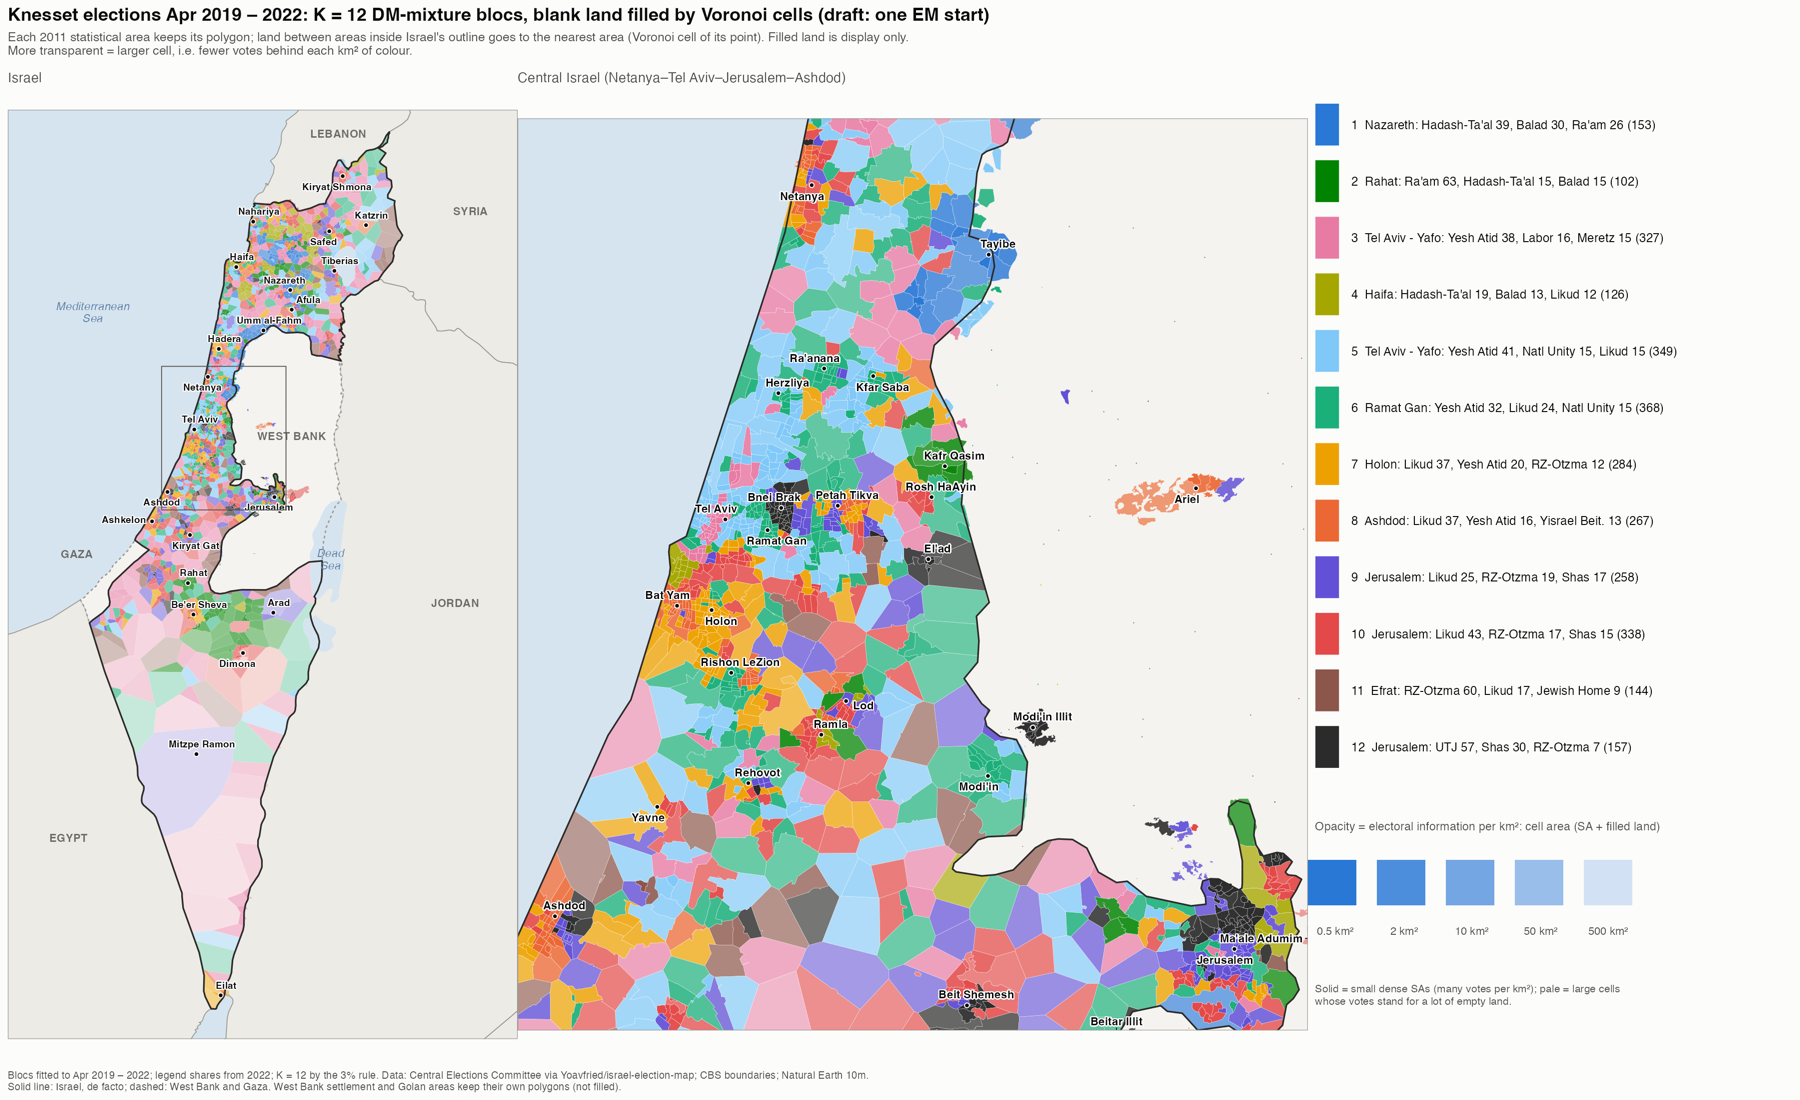 Knesset elections Apr 2019 – 2022: K = 12 DM-mixture blocs, blank land filled by Voronoi cells (draft: one EM start)
Each 2011 statistical area keeps its polygon; land between areas inside Israel's outline goes to the nearest area (Voronoi cell of its point). Filled land is display only.
More transparent = larger cell, i.e. fewer votes behind each km² of colour.
Israel
LEBANON
Kiryat Shmona
Nahariya
Katzrin
SYRIA
Safed
Haifa
Tiberias
Nazareth
Mediterranean
Sea
Afula
Umm al-Fahm
Hadera
Netanya
Tel Aviv
WEST BANK
Ashdod
Jerusalem
Ashkelon
Kiryat Gat
GAZA
Dead
Sea
Rahat
Be'er Sheva
Arad
JORDAN
Dimona
Mitzpe Ramon
EGYPT
Eilat
Central Israel (Netanya–Tel Aviv–Jerusalem–Ashdod)
Netanya
Tayibe
Ra'anana
Herzliya
Kfar Saba
Kafr Qasim
Rosh HaAyin
Bnei Brak
Petah Tikva
Ariel
Tel Aviv
Ramat Gan
El'ad
Bat Yam
Holon
Rishon LeZion
Lod
Modi'in Illit
Ramla
Rehovot
Modi'in
Yavne
Ashdod
Ma'ale Adumim
Jerusalem
Beit Shemesh
Beitar Illit
1 Nazareth: Hadash-Ta'al 39, Balad 30, Ra'am 26 (153)
2 Rahat: Ra'am 63, Hadash-Ta'al 15, Balad 15 (102)
3 Tel Aviv - Yafo: Yesh Atid 38, Labor 16, Meretz 15 (327)
4 Haifa: Hadash-Ta'al 19, Balad 13, Likud 12 (126)
5 Tel Aviv - Yafo: Yesh Atid 41, Natl Unity 15, Likud 15 (349)
6 Ramat Gan: Yesh Atid 32, Likud 24, Natl Unity 15 (368)
7 Holon: Likud 37, Yesh Atid 20, RZ-Otzma 12 (284)
8 Ashdod: Likud 37, Yesh Atid 16, Yisrael Beit. 13 (267)
9 Jerusalem: Likud 25, RZ-Otzma 19, Shas 17 (258)
10 Jerusalem: Likud 43, RZ-Otzma 17, Shas 15 (338)
11 Efrat: RZ-Otzma 60, Likud 17, Jewish Home 9 (144)
12 Jerusalem: UTJ 57, Shas 30, RZ-Otzma 7 (157)
Opacity = electoral information per km²: cell area (SA + filled land)
0.5 km²
2 km²
10 km²
50 km²
500 km²
Solid = small dense SAs (many votes per km²); pale = large cells
whose votes stand for a lot of empty land.
Blocs fitted to Apr 2019 – 2022; legend shares from 2022; K = 12 by the 3% rule. Data: Central Elections Committee via Yoavfried/israel-election-map; CBS boundaries; Natural Earth 10m.
Solid line: Israel, de facto; dashed: West Bank and Gaza. West Bank settlement and Golan areas keep their own polygons (not filled).